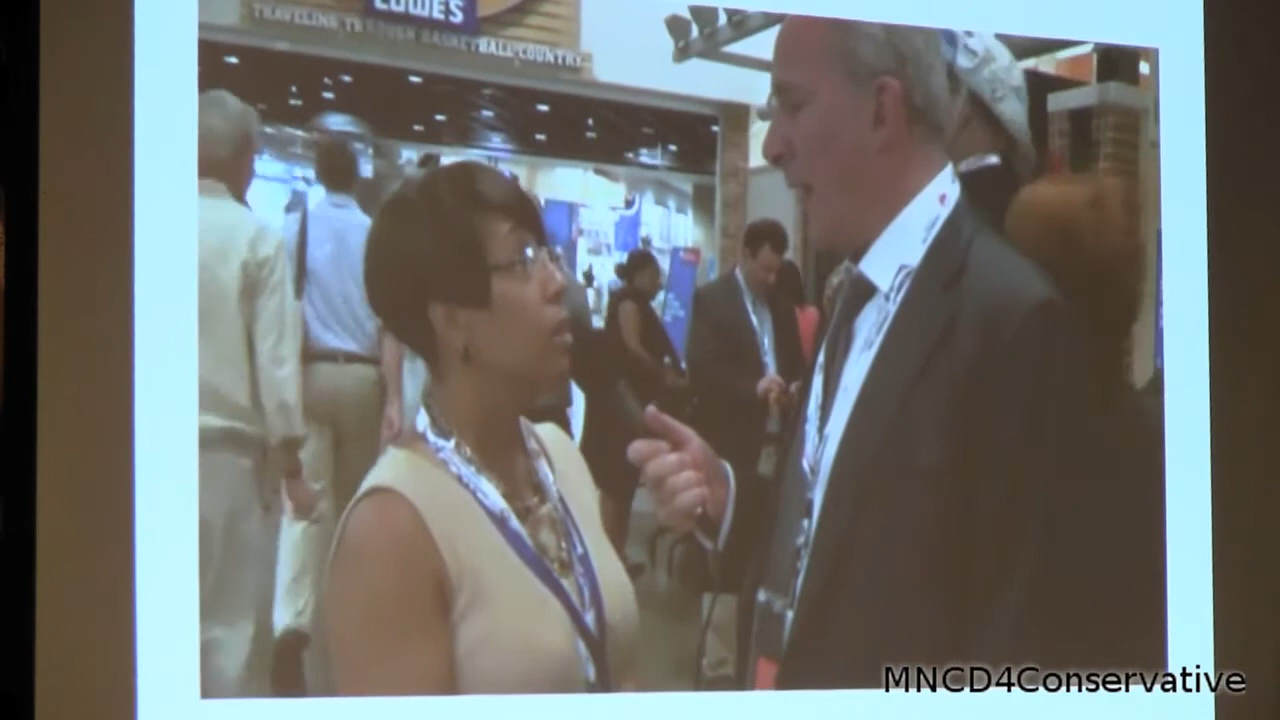 LOWES
TRAVELING THROUGH BASKETBALL COUNTRY
MNCD4Conservative